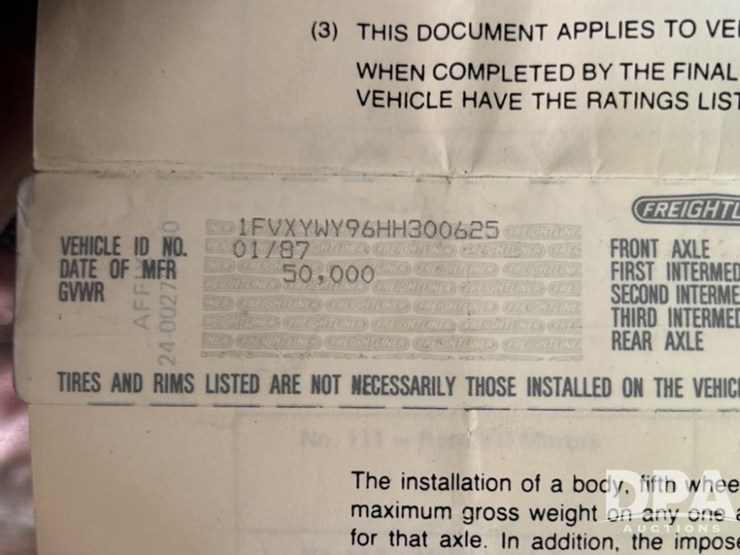 (3) THIS DOCUMENT APPLIES TO VE
WHEN COMPLETED BY THE FINAL
VEHICLE HAVE THE RATINGS LIST
FREIGHTL
VEHICLE ID NO. 1FVXYWY96HH300625 FRONT AXLE
DATE OF MFR 01/87 FIRST INTERMED
GVWR 50,000 SECOND INTERME
THIRD INTERMED
REAR AXLE
TIRES AND RIMS LISTED ARE NOT NECESSARILY THOSE INSTALLED ON THE VEHIC
The installation of a body, fifth whee
maximum gross weight on any one a
for that axle. In addition, the impose
DPA
AUCTIONS